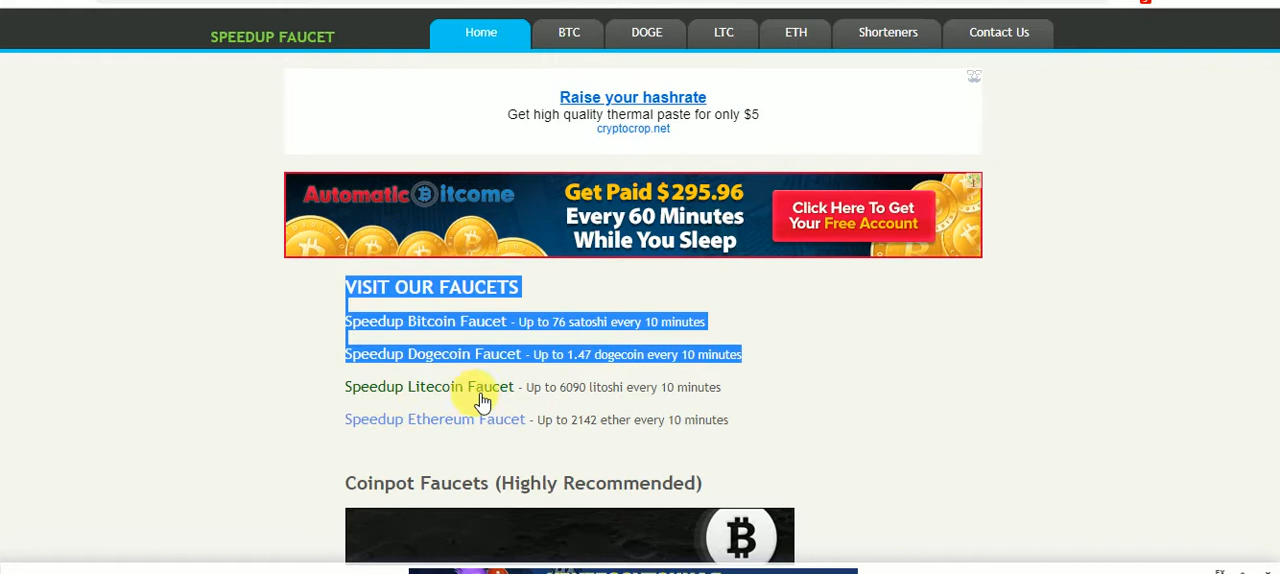 SPEEDUP FAUCET
Home BTC DOGE LTC ETH Shorteners Contact Us
Raise your hashrate
Get high quality thermal paste for only $5
cryptocrop.net
Automatic Bitcome
Get Paid $295.96
Every 60 Minutes
While You Sleep
Click Here To Get
Your Free Account
VISIT OUR FAUCETS
Speedup Bitcoin Faucet - Up to 76 satoshi every 10 minutes
Speedup Dogecoin Faucet - Up to 1.47 dogecoin every 10 minutes
Speedup Litecoin Faucet - Up to 6090 litoshi every 10 minutes
Speedup Ethereum Faucet - Up to 2142 ether every 10 minutes
Coinpot Faucets (Highly Recommended)